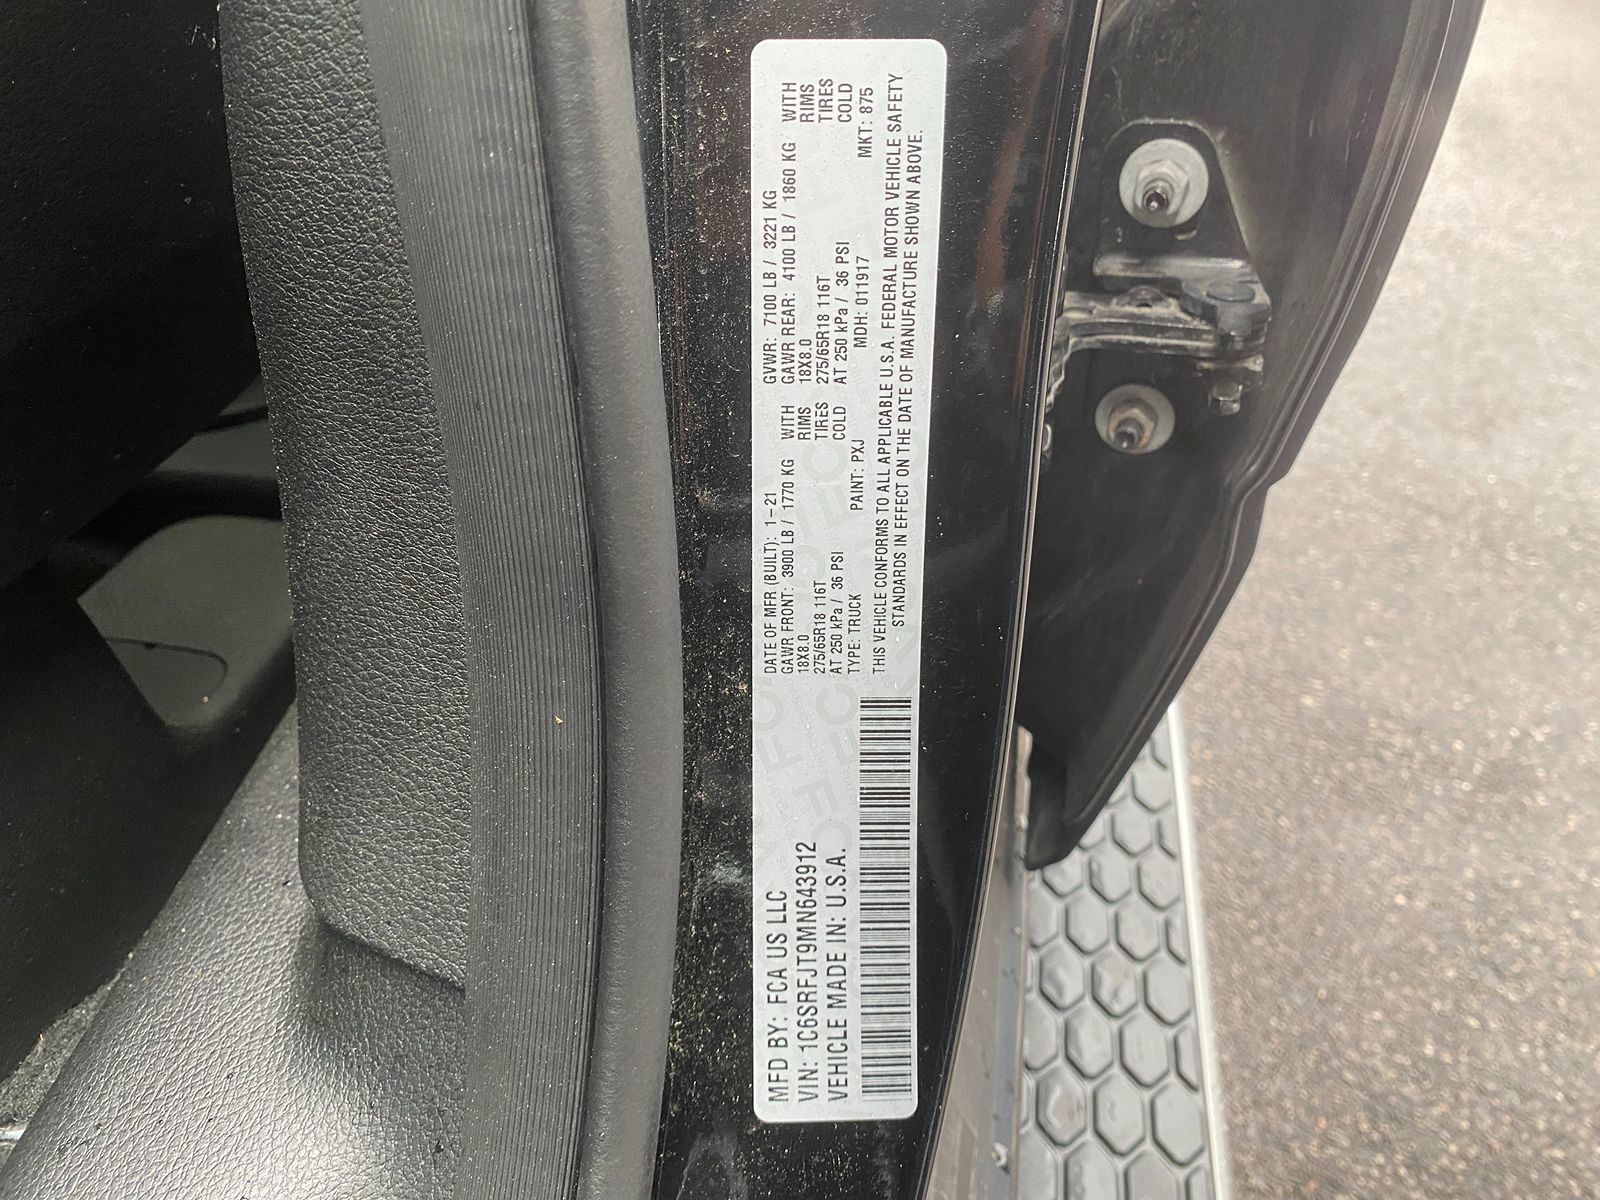 MFD BY: FCA US LLC
VIN: 1C6SRFJT9MN643912
VEHICLE MADE IN: U.S.A.
DATE OF MFR (BUILT): 1-21 GVWR: 7100 LB / 3221 KG
GAWR FRONT: 3900 LB / 1770 KG WITH GAWR REAR: 4100 LB / 1860 KG WITH
18X8.0 RIMS 18X8.0 RIMS
275/65R18 116T TIRES 275/65R18 116T TIRES
AT 250 kPa / 36 PSI COLD AT 250 kPa / 36 PSI COLD
TYPE: TRUCK PAINT: PXJ MDH: 011917 MKT: 875
THIS VEHICLE CONFORMS TO ALL APPLICABLE U.S.A. FEDERAL MOTOR VEHICLE SAFETY
STANDARDS IN EFFECT ON THE DATE OF MANUFACTURE SHOWN ABOVE.